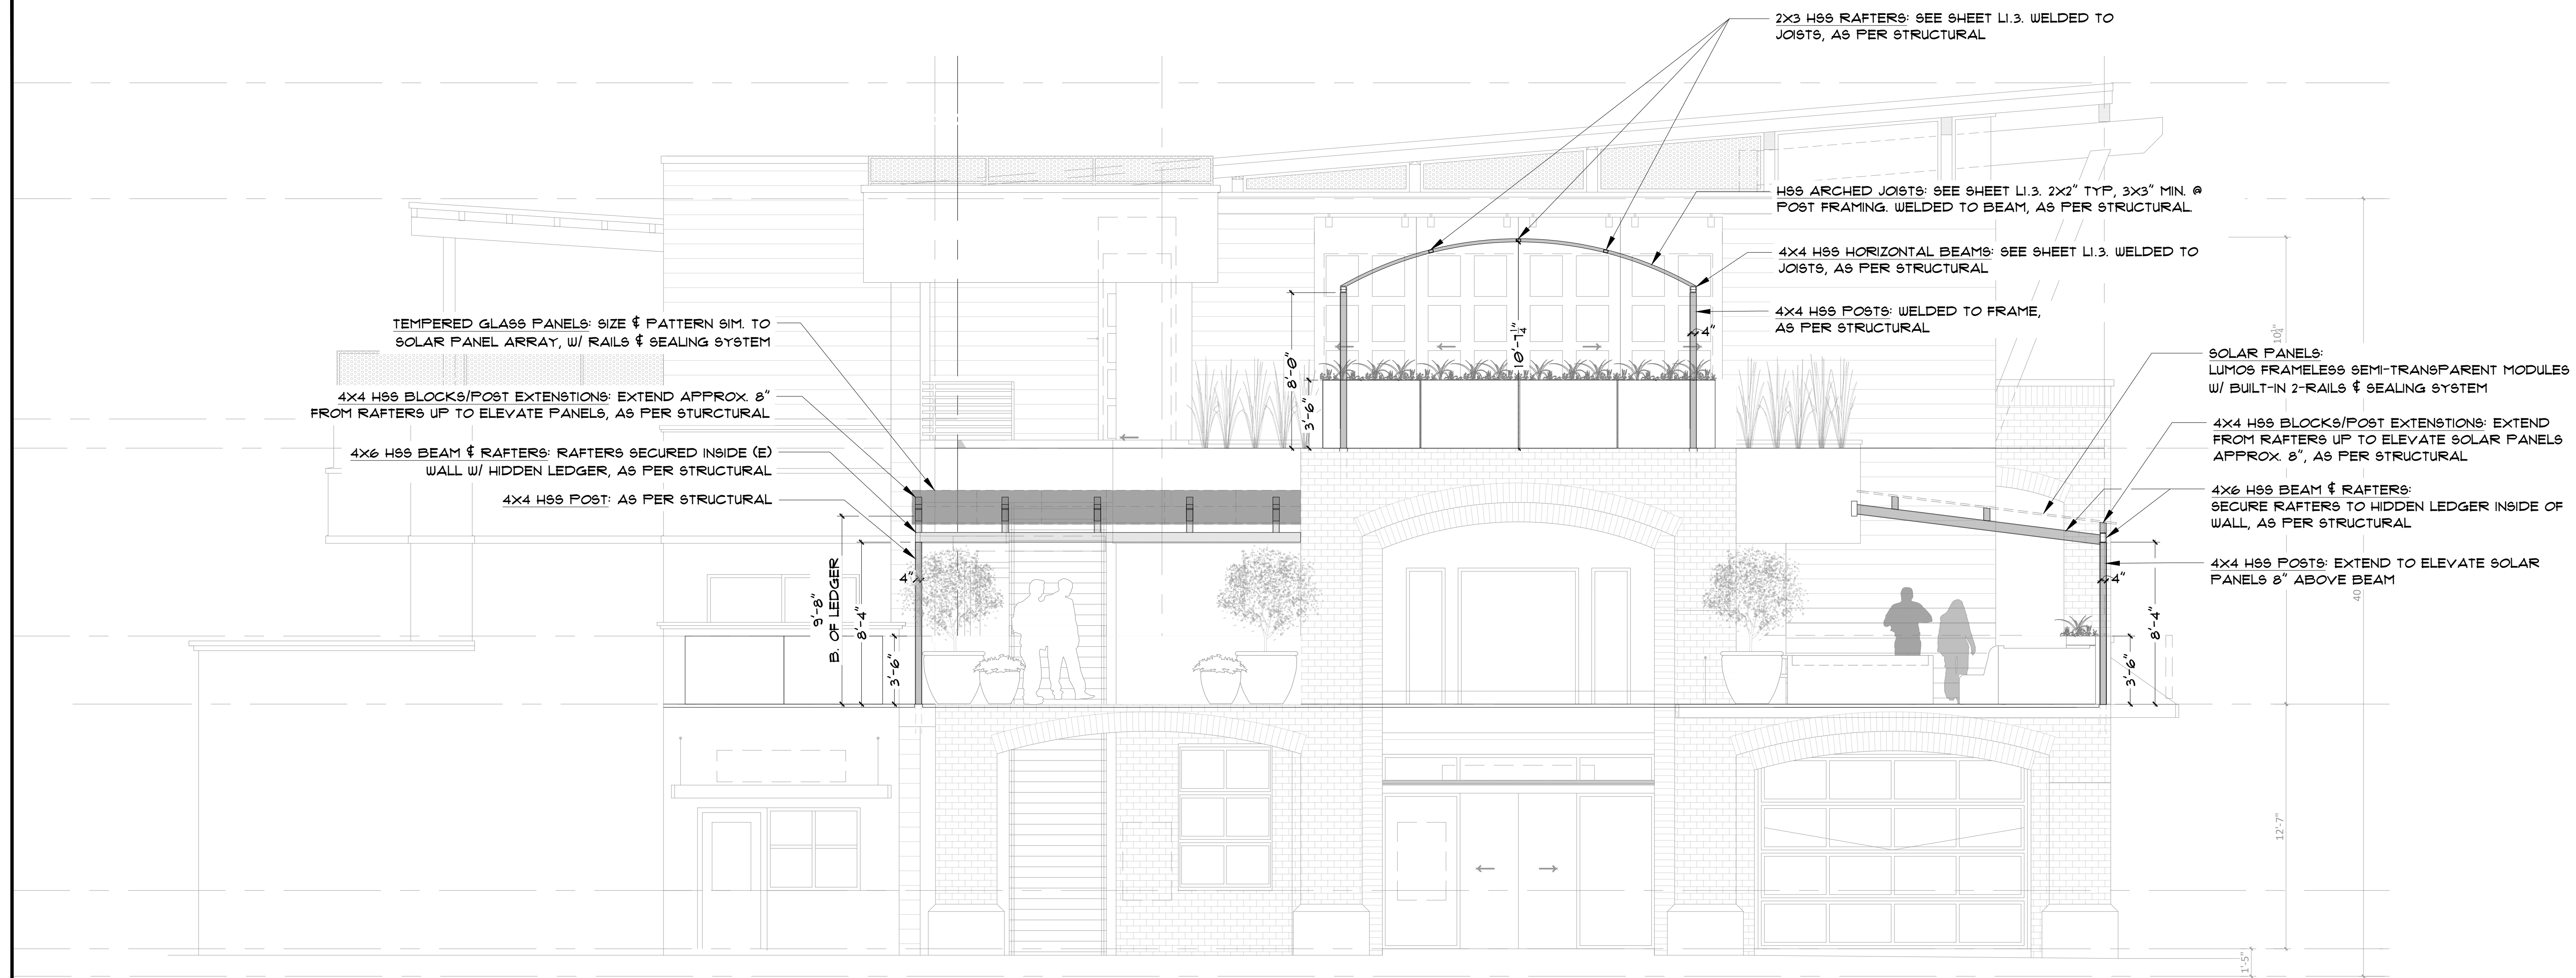 2X3 HSS RAFTERS: SEE SHEET L1.3. WELDED TO
JOISTS, AS PER STRUCTURAL
HSS ARCHED JOISTS: SEE SHEET L1.3. 2X2" TYP, 3X3" MIN. @
POST FRAMING. WELDED TO BEAM, AS PER STRUCTURAL.
4X4 HSS HORIZONTAL BEAMS: SEE SHEET L1.3. WELDED TO
JOISTS, AS PER STRUCTURAL
4X4 HSS POSTS: WELDED TO FRAME,
AS PER STRUCTURAL
4"
10'-7 1/4"
8'-0"
3'-6"
TEMPERED GLASS PANELS: SIZE & PATTERN SIM. TO
SOLAR PANEL ARRAY, W/ RAILS & SEALING SYSTEM
4X4 HSS BLOCKS/POST EXTENSTIONS: EXTEND APPROX. 8"
FROM RAFTERS UP TO ELEVATE PANELS, AS PER STURCTURAL
4X6 HSS BEAM & RAFTERS: RAFTERS SECURED INSIDE (E)
WALL W/ HIDDEN LEDGER, AS PER STRUCTURAL
4X4 HSS POST: AS PER STRUCTURAL
4"
9'-8"
B. OF LEDGER
8'-4"
3'-6"
SOLAR PANELS:
LUMOS FRAMELESS SEMI-TRANSPARENT MODULES
W/ BUILT-IN 2-RAILS & SEALING SYSTEM
4X4 HSS BLOCKS/POST EXTENSTIONS: EXTEND
FROM RAFTERS UP TO ELEVATE SOLAR PANELS
APPROX. 8", AS PER STRUCTURAL
4X6 HSS BEAM & RAFTERS:
SECURE RAFTERS TO HIDDEN LEDGER INSIDE OF
WALL, AS PER STRUCTURAL
4X4 POSTS: EXTEND TO ELEVATE SOLAR
PANELS 8" ABOVE BEAM
4"
8'-4"
3'-6"
10 1/4"
40
12'-7"
1'-5"